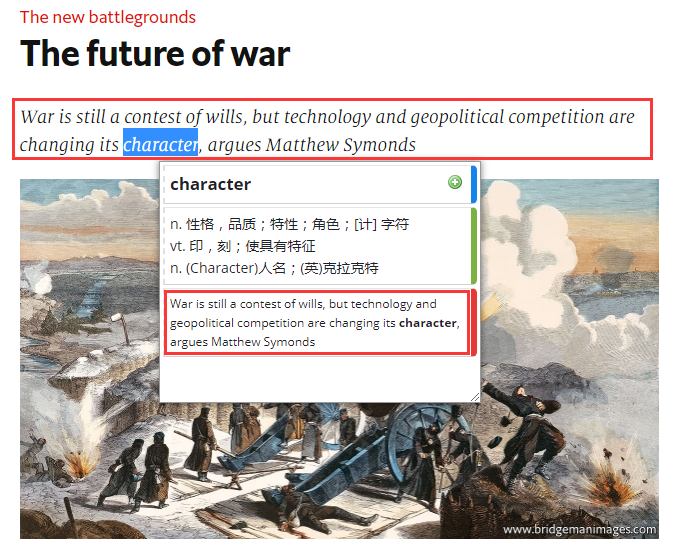 The new battlegrounds
The future of war
War is still a contest of wills, but technology and geopolitical competition are
changing its character, argues Matthew Symonds
character
n. 性格，品质；特性；角色；[计] 字符
vt. 印，刻；使具有特征
n. (Character)人名；(英)克拉克特
War is still a contest of wills, but technology and
geopolitical competition are changing its character,
argues Matthew Symonds
www.bridgemanimages.com